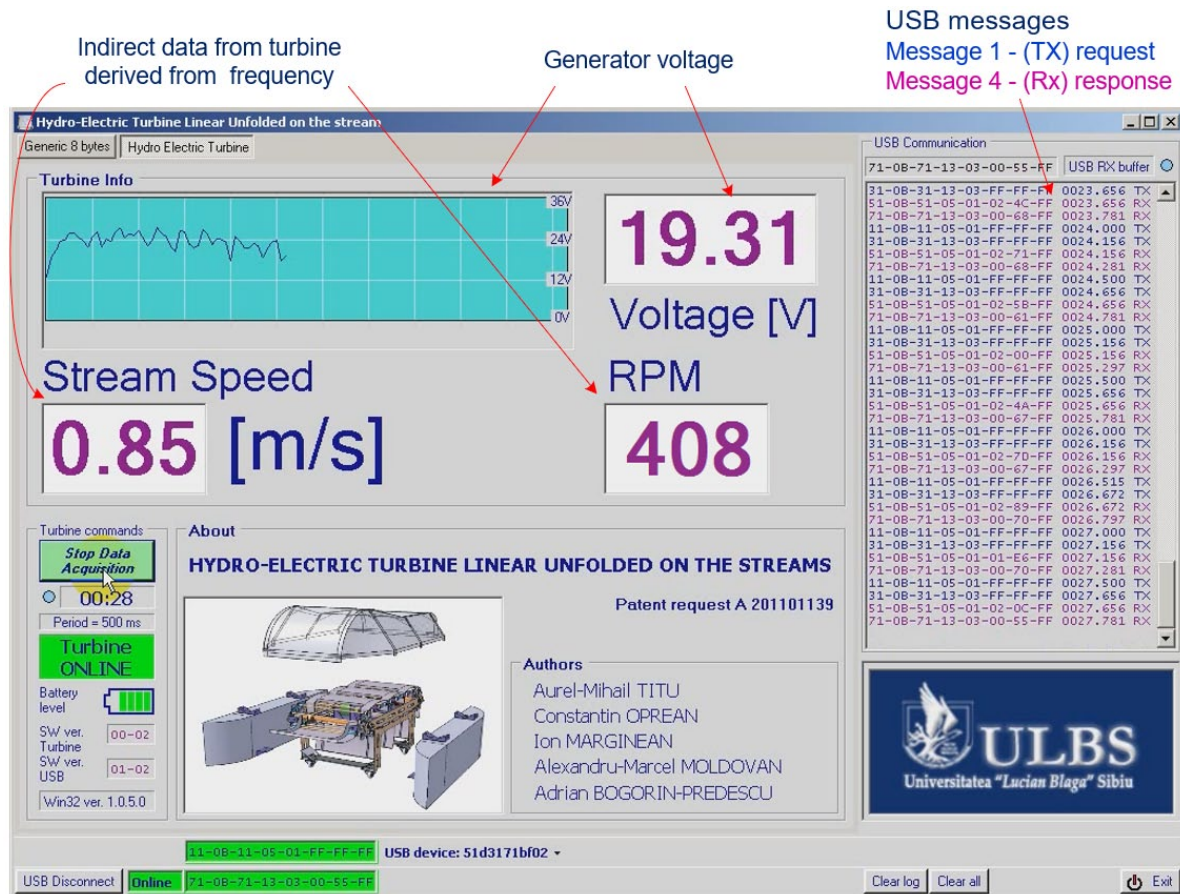 Indirect data from turbine
derived from frequency
Generator voltage
USB messages
Message 1 - (TX) request
Message 4 - (Rx) response
Hydro-Electric Turbine Linear Unfolded on the stream
Generic 8 bytes
Hydro Electric Turbine
Turbine Info
36V
24V
12V
0V
19.31
Voltage [V]
Stream Speed
0.85 [m/s]
RPM
408
USB Communication
71-0B-71-13-03-00-55-FF
USB RX buffer
31-0B-31-13-03-FF-FF-FF 0023.656 TX
51-0B-51-05-01-02-4C-FF 0023.656 RX
71-0B-71-13-03-00-68-FF 0023.781 RX
11-0B-11-05-01-FF-FF-FF 0024.000 TX
31-0B-31-13-03-FF-FF-FF 0024.156 TX
51-0B-51-05-01-02-71-FF 0024.156 RX
71-0B-71-13-03-00-68-FF 0024.281 RX
11-0B-11-05-01-FF-FF-FF 0024.500 TX
31-0B-31-13-03-FF-FF-FF 0024.656 TX
51-0B-51-05-01-02-5B-FF 0024.656 RX
71-0B-71-13-03-00-61-FF 0024.781 RX
11-0B-11-05-01-FF-FF-FF 0025.000 TX
31-0B-31-13-03-FF-FF-FF 0025.156 TX
51-0B-51-05-01-02-00-FF 0025.156 RX
71-0B-71-13-03-00-61-FF 0025.297 RX
11-0B-11-05-01-FF-FF-FF 0025.500 TX
31-0B-31-13-03-FF-FF-FF 0025.656 TX
51-0B-51-05-01-02-4A-FF 0025.656 RX
71-0B-71-13-03-00-67-FF 0025.781 RX
11-0B-11-05-01-FF-FF-FF 0026.000 TX
31-0B-31-13-03-FF-FF-FF 0026.156 TX
51-0B-51-05-01-02-7D-FF 0026.156 RX
71-0B-71-13-03-00-67-FF 0026.297 RX
11-0B-11-05-01-FF-FF-FF 0026.515 TX
31-0B-31-13-03-FF-FF-FF 0026.672 TX
51-0B-51-05-01-02-89-FF 0026.672 RX
71-0B-71-13-03-00-70-FF 0026.797 RX
11-0B-11-05-01-FF-FF-FF 0027.000 TX
31-0B-31-13-03-FF-FF-FF 0027.156 TX
51-0B-51-05-01-01-E6-FF 0027.156 RX
71-0B-71-13-03-00-70-FF 0027.281 RX
11-0B-11-05-01-FF-FF-FF 0027.500 TX
31-0B-31-13-03-FF-FF-FF 0027.656 TX
51-0B-51-05-01-02-0C-FF 0027.656 RX
71-0B-71-13-03-00-55-FF 0027.781 RX
Turbine commands
Stop Data
Acquisition
00:28
Period = 500 ms
Turbine
ONLINE
Battery
level
SW ver.
Turbine
00-02
SW ver.
USB
01-02
Win32 ver. 1.0.5.0
About
HYDRO-ELECTRIC TURBINE LINEAR UNFOLDED ON THE STREAMS
Patent request A 201101139
Authors
Aurel-Mihail TITU
Constantin OPREAN
Ion MARGINEAN
Alexandru-Marcel MOLDOVAN
Adrian BOGORIN-PREDESCU
ULBS
Universitatea "Lucian Blaga" Sibiu
11-0B-11-05-01-FF-FF-FF
USB device: 51d3171bf02
USB Disconnect
Online
71-0B-71-13-03-00-55-FF
Clear log
Clear all
Exit